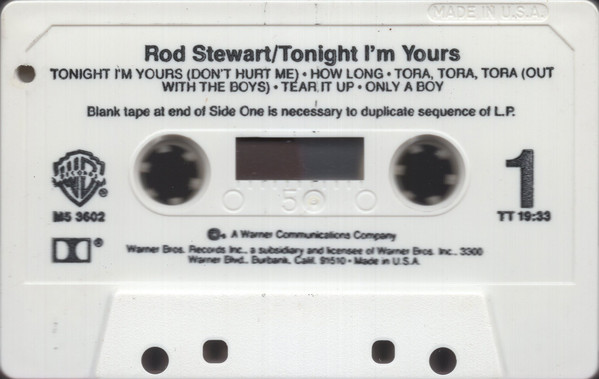 MADE IN U.S.A.
Rod Stewart/Tonight I'm Yours
TONIGHT I'M YOURS (DON'T HURT ME) • HOW LONG • TORA, TORA, TORA (OUT
WITH THE BOYS) • TEAR IT UP • ONLY A BOY
Blank tape at end of Side One is necessary to duplicate sequence of L.P.
WB
RECORDS
®
M5 3602
®
50
1
TT 19:33
A Warner Communications Company
Warner Bros. Records Inc., a subsidiary and licensee of Warner Bros. Inc., 3300
Warner Blvd., Burbank, Calif. 91510 • Made in U.S.A.